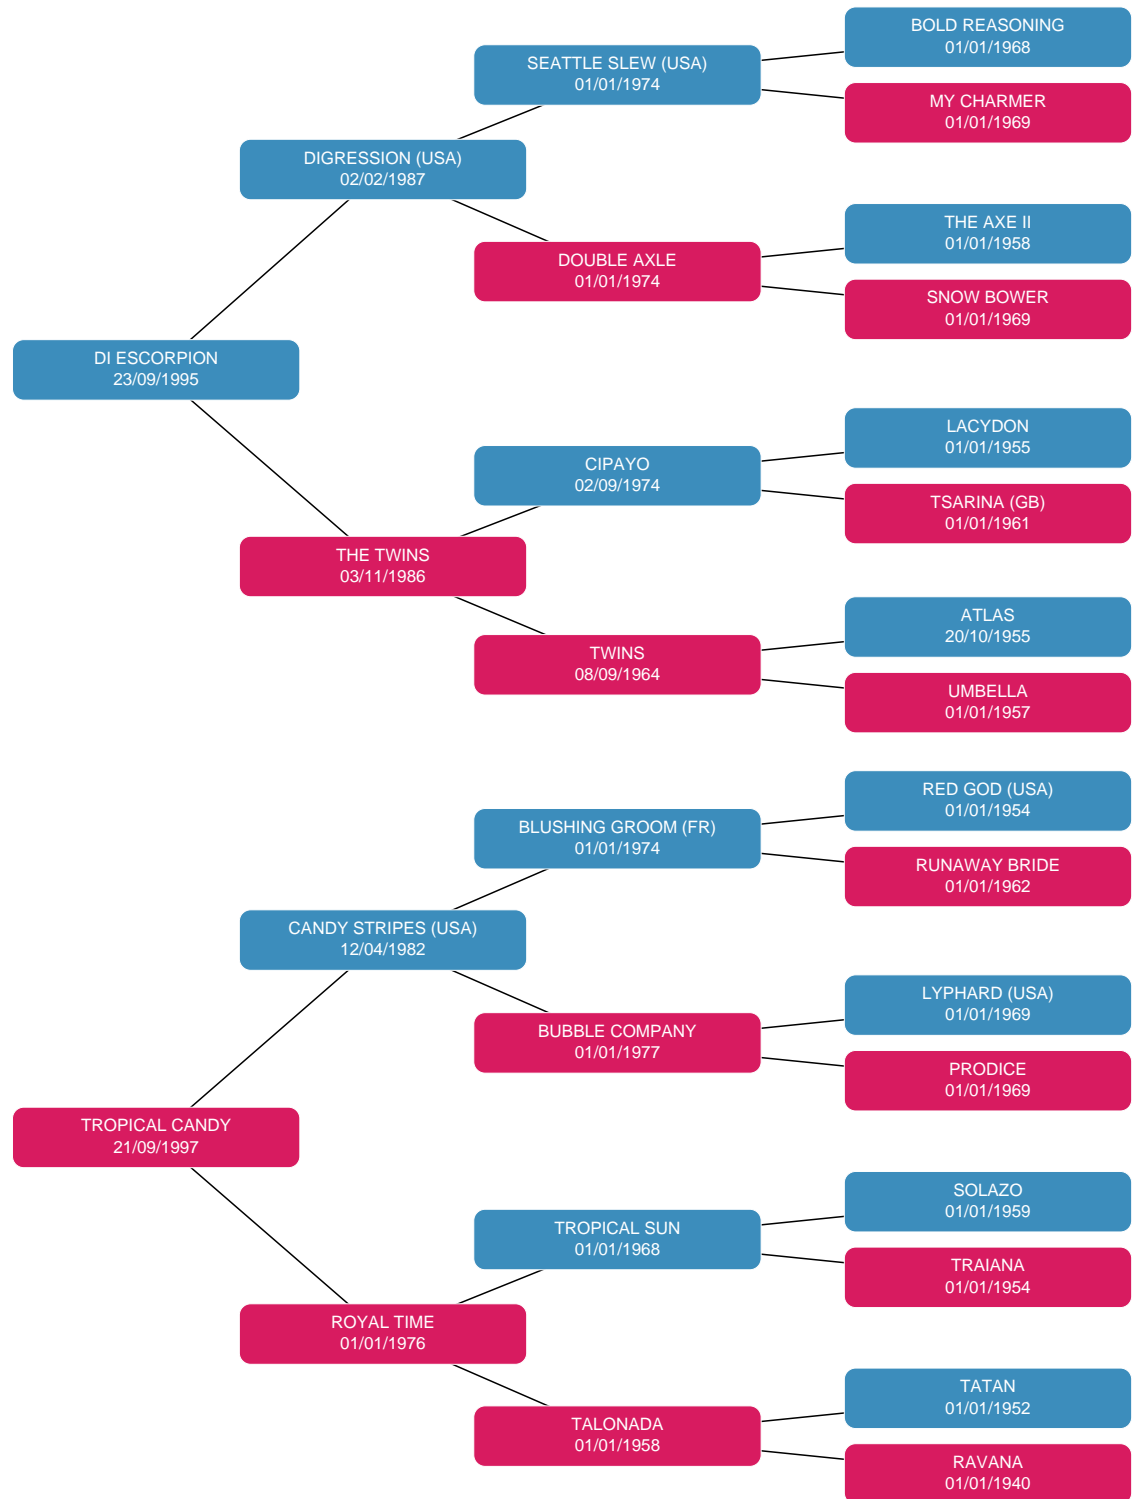 BOLD REASONING
01/01/1968
SEATTLE SLEW (USA)
01/01/1974
MY CHARMER
01/01/1969
DIGRESSION (USA)
02/02/1987
THE AXE II
01/01/1958
DOUBLE AXLE
01/01/1974
SNOW BOWER
01/01/1969
DI ESCORPION
23/09/1995
LACYDON
01/01/1955
CIPAYO
02/09/1974
TSARINA (GB)
01/01/1961
THE TWINS
03/11/1986
ATLAS
20/10/1955
TWINS
08/09/1964
UMBELLA
01/01/1957
RED GOD (USA)
01/01/1954
BLUSHING GROOM (FR)
01/01/1974
RUNAWAY BRIDE
01/01/1962
CANDY STRIPES (USA)
12/04/1982
LYPHARD (USA)
01/01/1969
BUBBLE COMPANY
01/01/1977
PRODICE
01/01/1969
TROPICAL CANDY
21/09/1997
SOLAZO
01/01/1959
TROPICAL SUN
01/01/1968
TRAIANA
01/01/1954
ROYAL TIME
01/01/1976
TATAN
01/01/1952
TALONADA
01/01/1958
RAVANA
01/01/1940